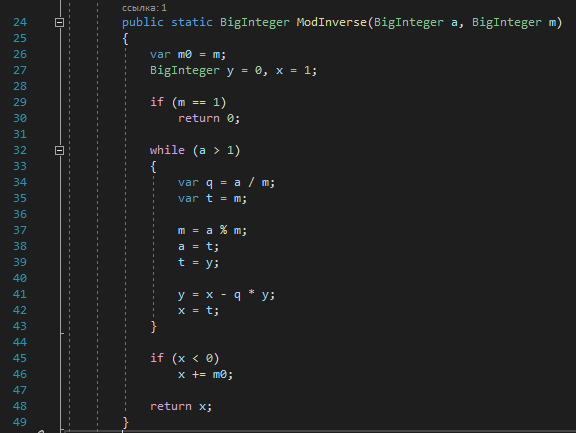 ссылка: 1
24 public static BigInteger ModInverse(BigInteger a, BigInteger m)
25 {
26 var m0 = m;
27 BigInteger y = 0, x = 1;
28
29 if (m == 1)
30 return 0;
31
32 while (a > 1)
33 {
34 var q = a / m;
35 var t = m;
36
37 m = a % m;
38 a = t;
39 t = y;
40
41 y = x - q * y;
42 x = t;
43 }
44
45 if (x < 0)
46 x += m0;
47
48 return x;
49 }